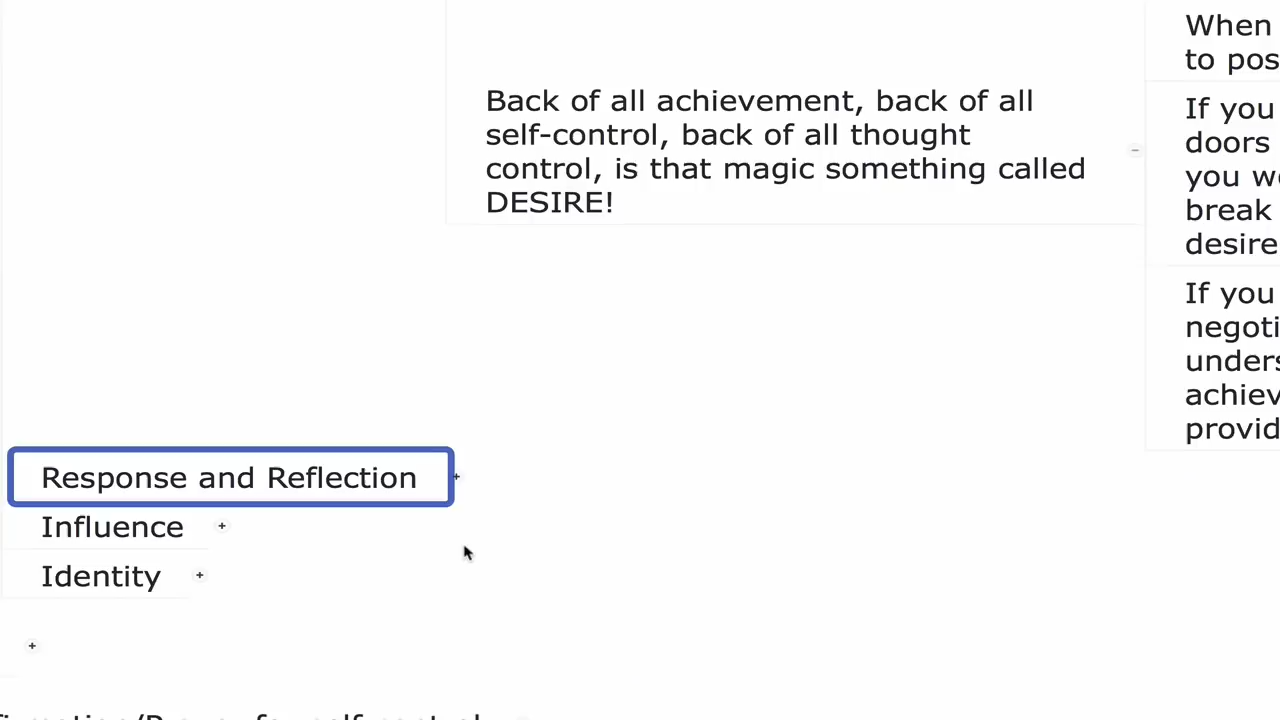 Back of all achievement, back of all
self-control, back of all thought
control, is that magic something called
DESIRE!
When
to pos
If you
doors
you w
break
desire
If you
negoti
unders
achiev
provid
Response and Reflection
Influence
Identity